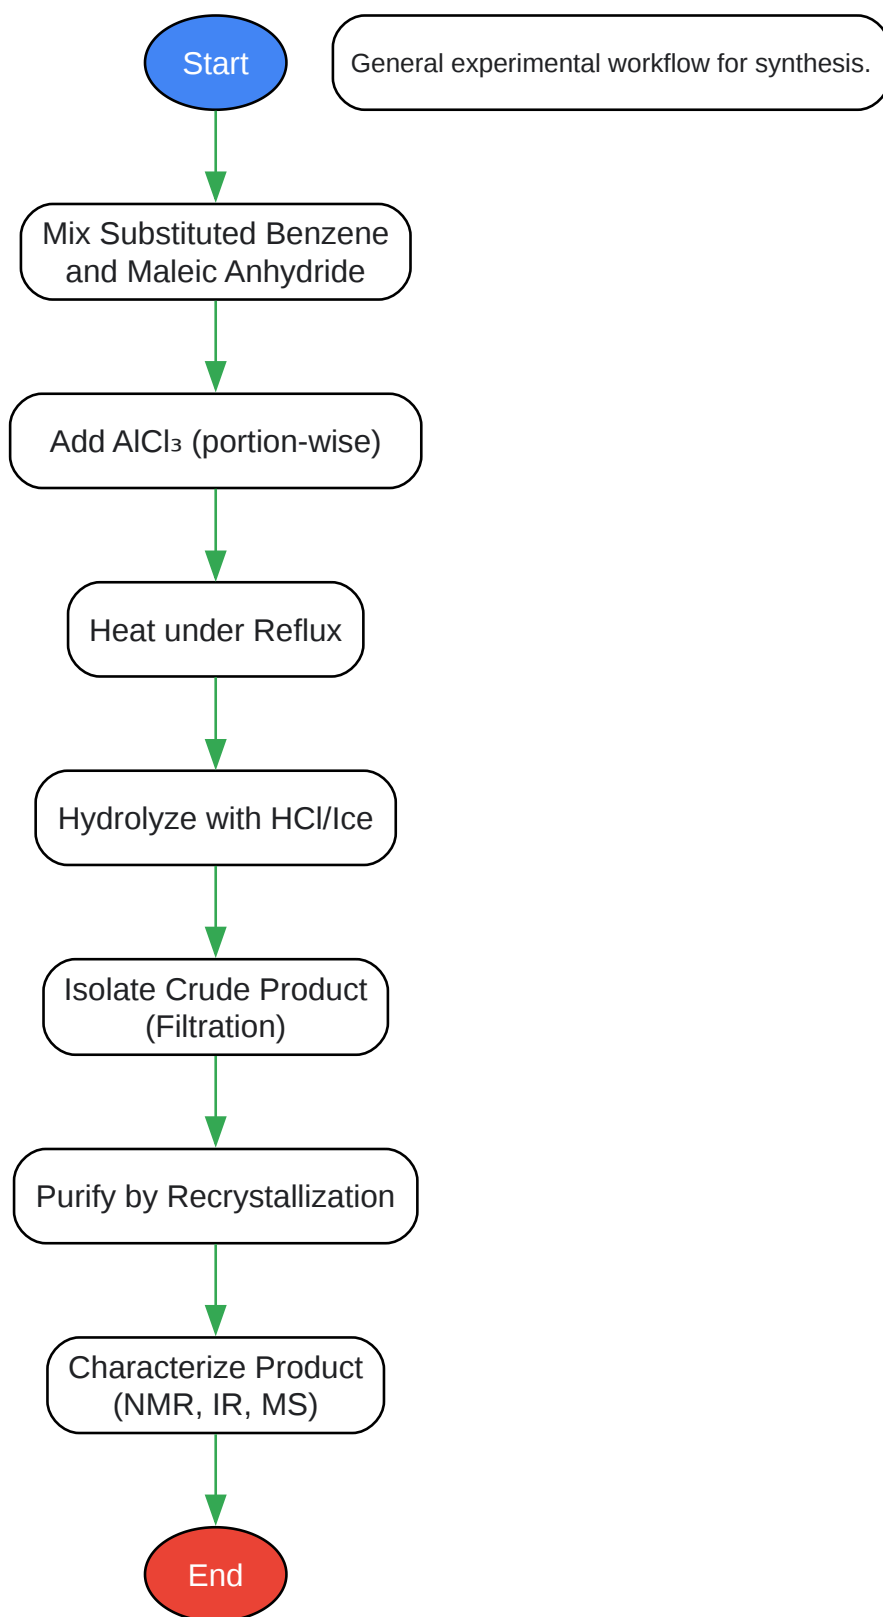 Start
General experimental workflow for synthesis.
Mix Substituted Benzene
and Maleic Anhydride
Add AlCl₃ (portion-wise)
Heat under Reflux
Hydrolyze with HCl/Ice
Isolate Crude Product
(Filtration)
Purify by Recrystallization
Characterize Product
(NMR, IR, MS)
End